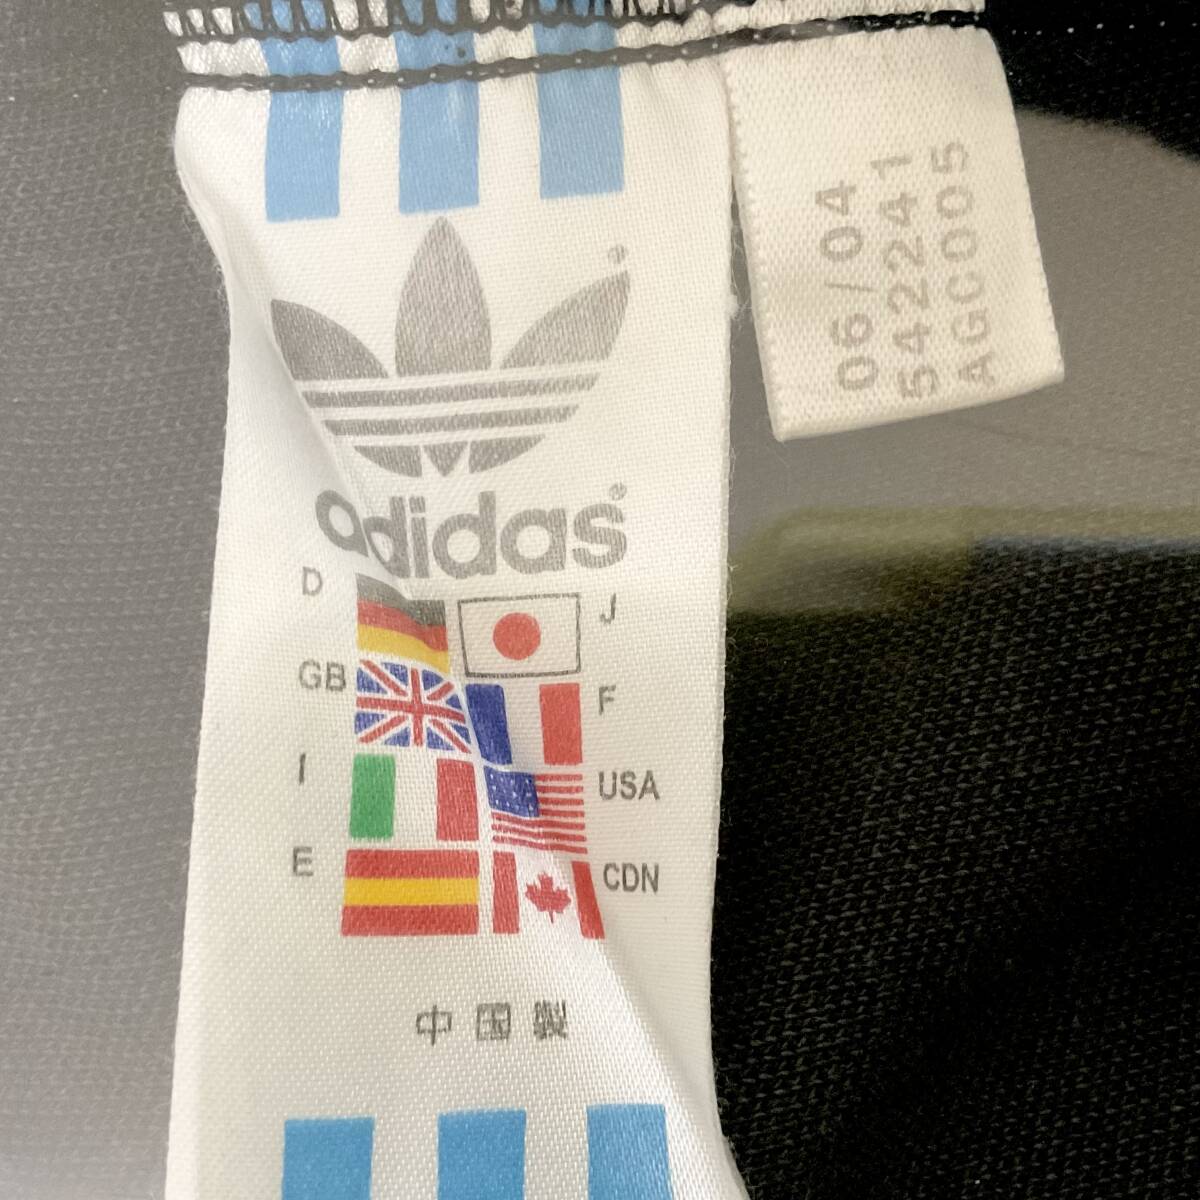 adidas
D
J
GB
F
I
USA
E
CDN
中国製
06/04
542241
AGC005